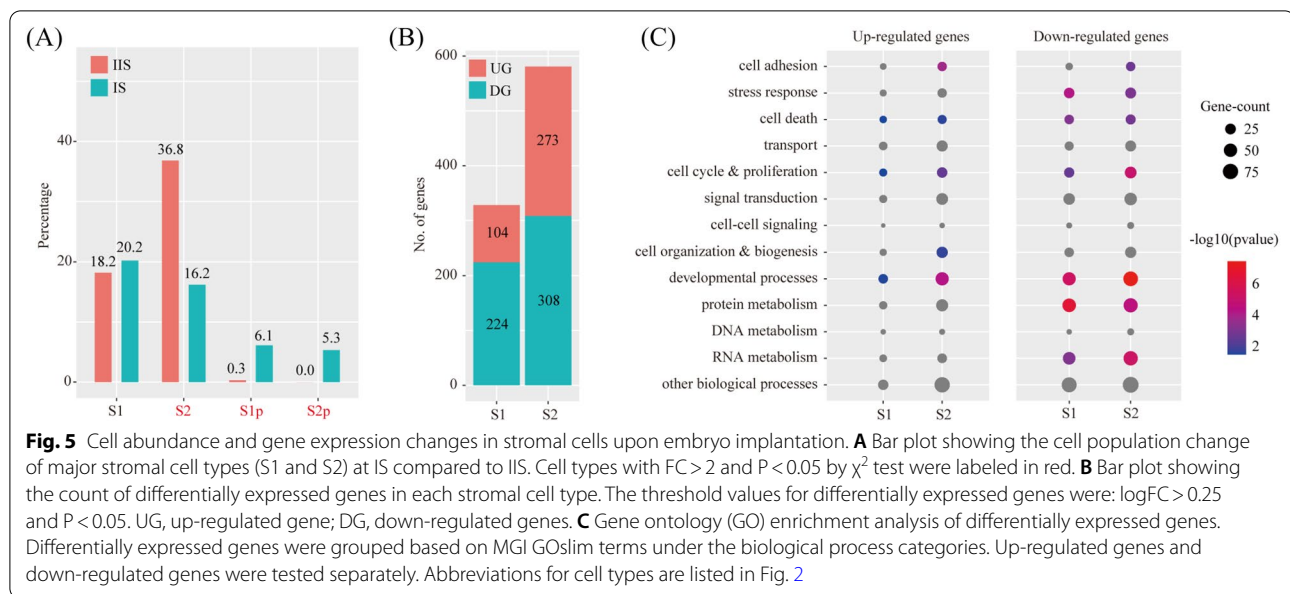 (A)
IIS
IS
Percentage
40
20
0
18.2
20.2
36.8
16.2
0.3
6.1
0.0
5.3
S1
S2
S1p
S2p
(B)
UG
DG
No. of genes
600
400
200
0
104
224
273
308
S1
S2
(C)
Up-regulated genes
Down-regulated genes
cell adhesion
stress response
cell death
transport
cell cycle & proliferation
signal transduction
cell-cell signaling
cell organization & biogenesis
developmental processes
protein metabolism
DNA metabolism
RNA metabolism
other biological processes
S1
S2
S1
S2
Gene-count
25
50
75
-log10(pvalue)
6
4
2
Fig. 5 Cell abundance and gene expression changes in stromal cells upon embryo implantation. A Bar plot showing the cell population change
of major stromal cell types (S1 and S2) at IS compared to IIS. Cell types with FC > 2 and P < 0.05 by χ² test were labeled in red. B Bar plot showing
the count of differentially expressed genes in each stromal cell type. The threshold values for differentially expressed genes were: logFC > 0.25
and P < 0.05. UG, up-regulated gene; DG, down-regulated genes. C Gene ontology (GO) enrichment analysis of differentially expressed genes.
Differentially expressed genes were grouped based on MGI GOslim terms under the biological process categories. Up-regulated genes and
down-regulated genes were tested separately. Abbreviations for cell types are listed in Fig. 2